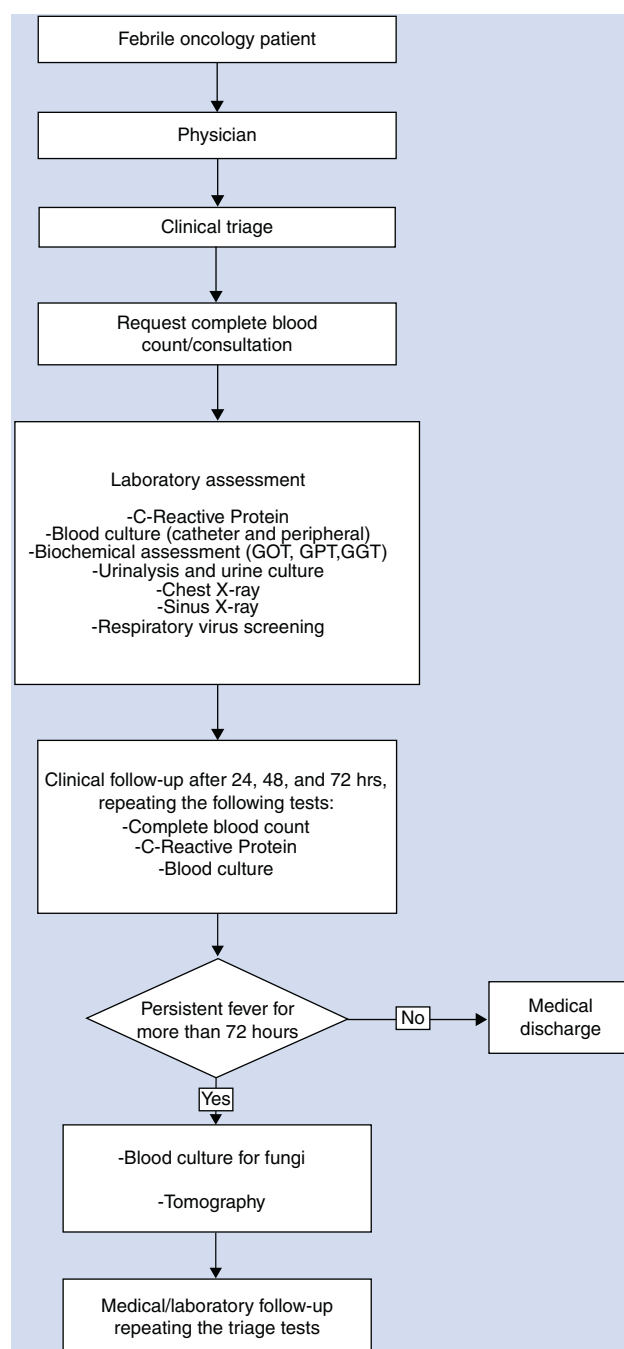 Febrile oncology patient
Physician
Clinical triage
Request complete blood
count/consultation
Laboratory assessment
-C-Reactive Protein
-Blood culture (catheter and peripheral)
-Biochemical assessment (GOT, GPT,GGT)
-Urinalysis and urine culture
-Chest X-ray
-Sinus X-ray
-Respiratory virus screening
Clinical follow-up after 24, 48, and 72 hrs,
repeating the following tests:
-Complete blood count
-C-Reactive Protein
-Blood culture
Persistent fever for
more than 72 hours
No
Medical
discharge
Yes
-Blood culture for fungi
-Tomography
Medical/laboratory follow-up
repeating the triage tests